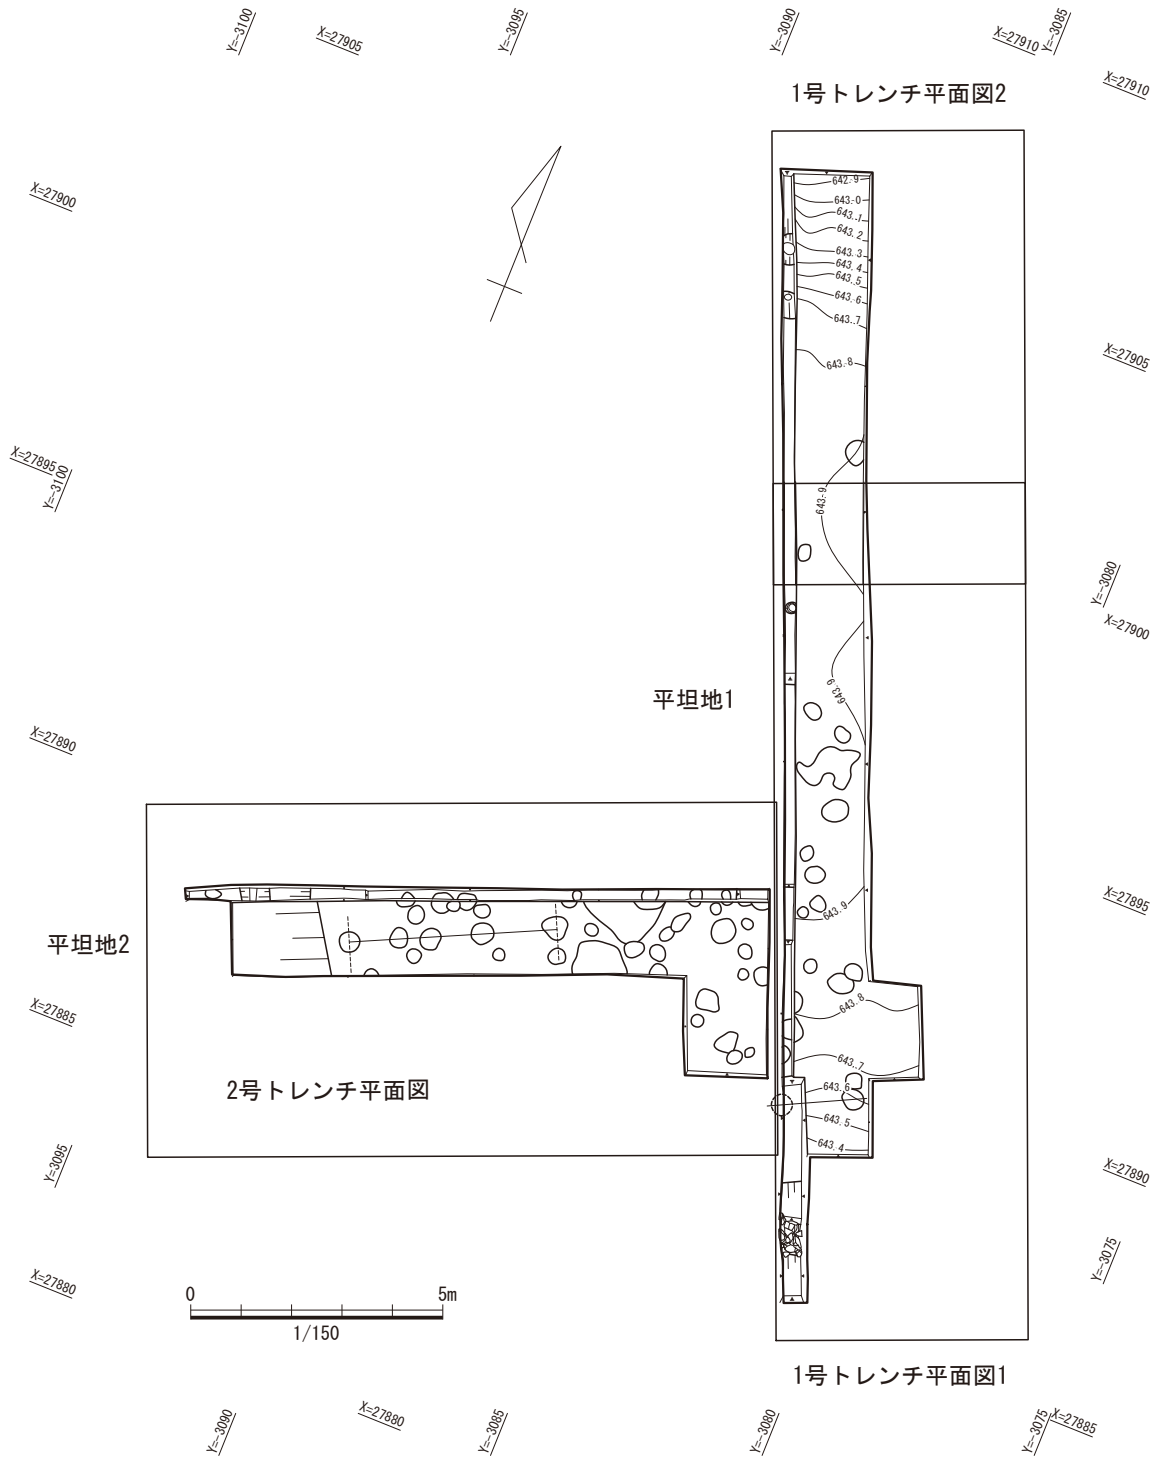 Y=-3100
X=27905
Y=-3095
Y=-3090
X=27910
Y=-3085
X=27910
1号トレンチ平面図2
X=27900
642.9
643.0
643.1
643.2
643.3
643.4
643.5
643.6
643.7
643.8
X=27905
X=27895
Y=-3100
643.9
Y=-3080
X=27900
643.9
平坦地1
X=27890
X=27895
643.9
平坦地2
643.8
X=27885
643.7
2号トレンチ平面図
643.6
643.5
643.4
Y=-3095
X=27890
Y=-3075
X=27880
0
5m
1/150
1号トレンチ平面図1
Y=-3090
X=27880
Y=-3085
Y=-3080
Y=-3075
X=27885